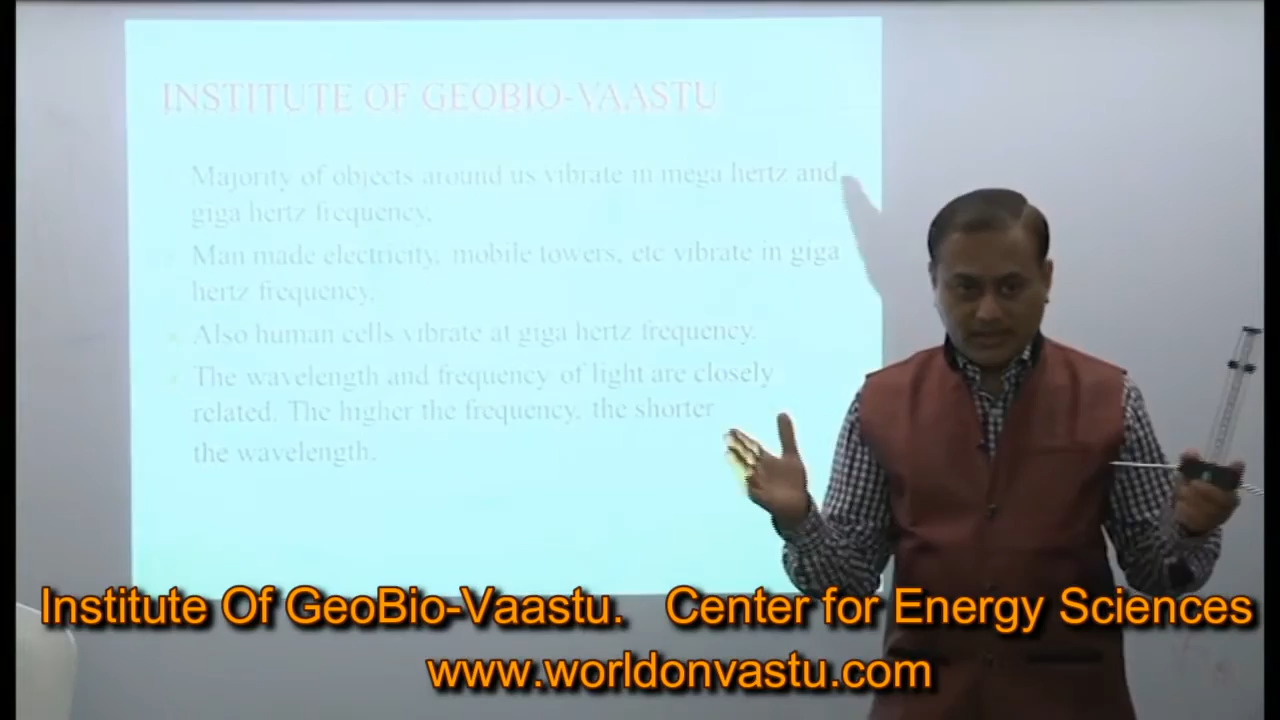 INSTITUTE OF GEOBIO-VAASTU
Majority of objects around us vibrate in mega hertz and
giga hertz frequency.
Man made electricity, mobile towers, etc vibrate in giga
hertz frequency.
Also human cells vibrate at giga hertz frequency.
The wavelength and frequency of light are closely
related. The higher the frequency, the shorter
the wavelength.
Institute Of GeoBio-Vaastu. Center for Energy Sciences
www.worldonvastu.com